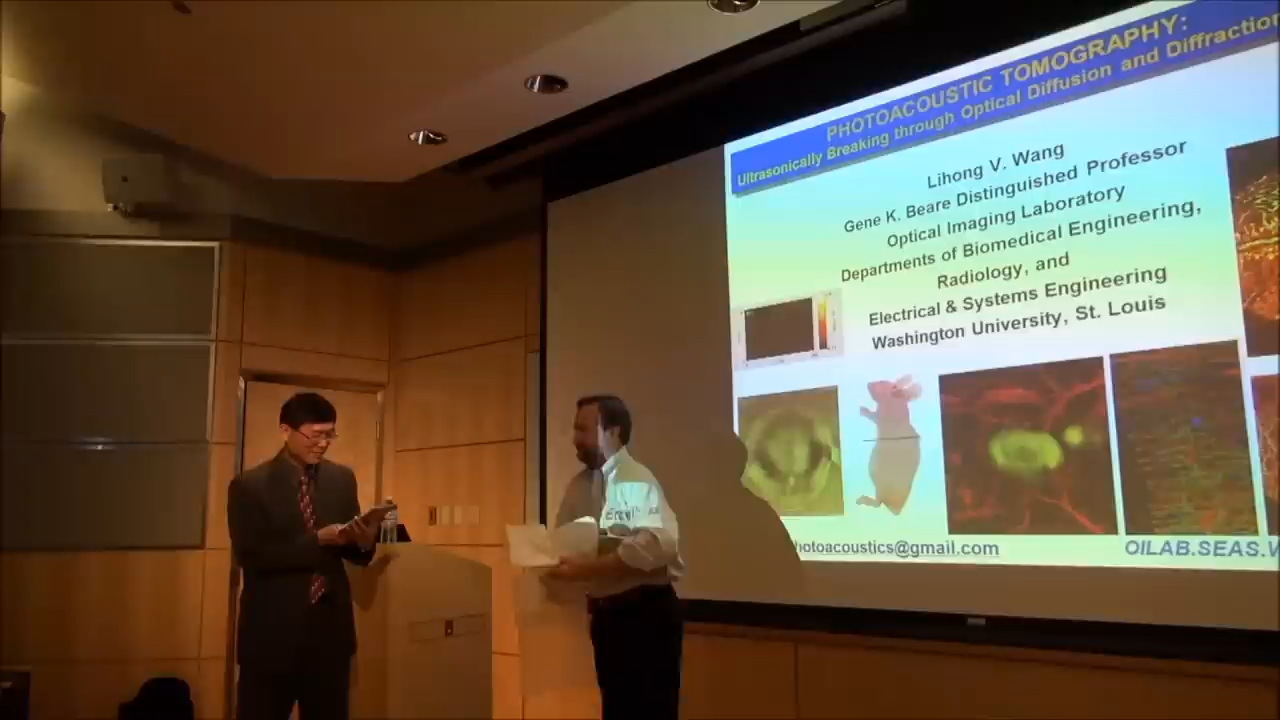 PHOTOACOUSTIC TOMOGRAPHY:
Ultrasonically Breaking through Optical Diffusion and Diffraction
Lihong V. Wang
Gene K. Beare Distinguished Professor
Optical Imaging Laboratory
Departments of Biomedical Engineering,
Radiology, and
Electrical & Systems Engineering
Washington University, St. Louis
hotoacoustics@gmail.com
OILAB.SEAS.W